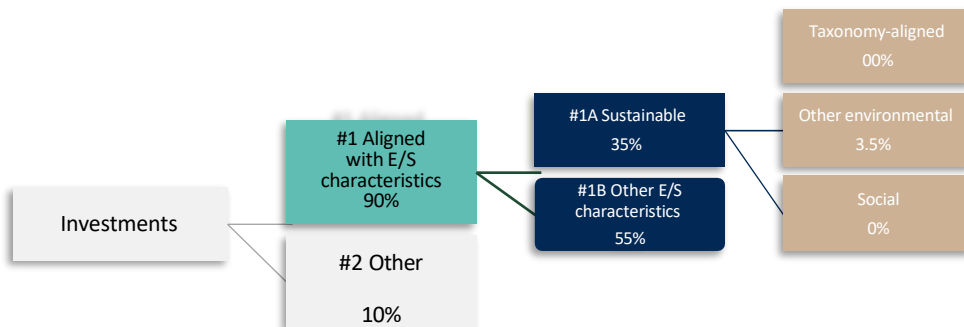 Taxonomy-aligned
00%
#1A Sustainable
35%
Other environmental
3.5%
#1 Aligned
with E/S
characteristics
90%
#1B Other E/S
characteristics
55%
Social
0%
Investments
#2 Other
10%